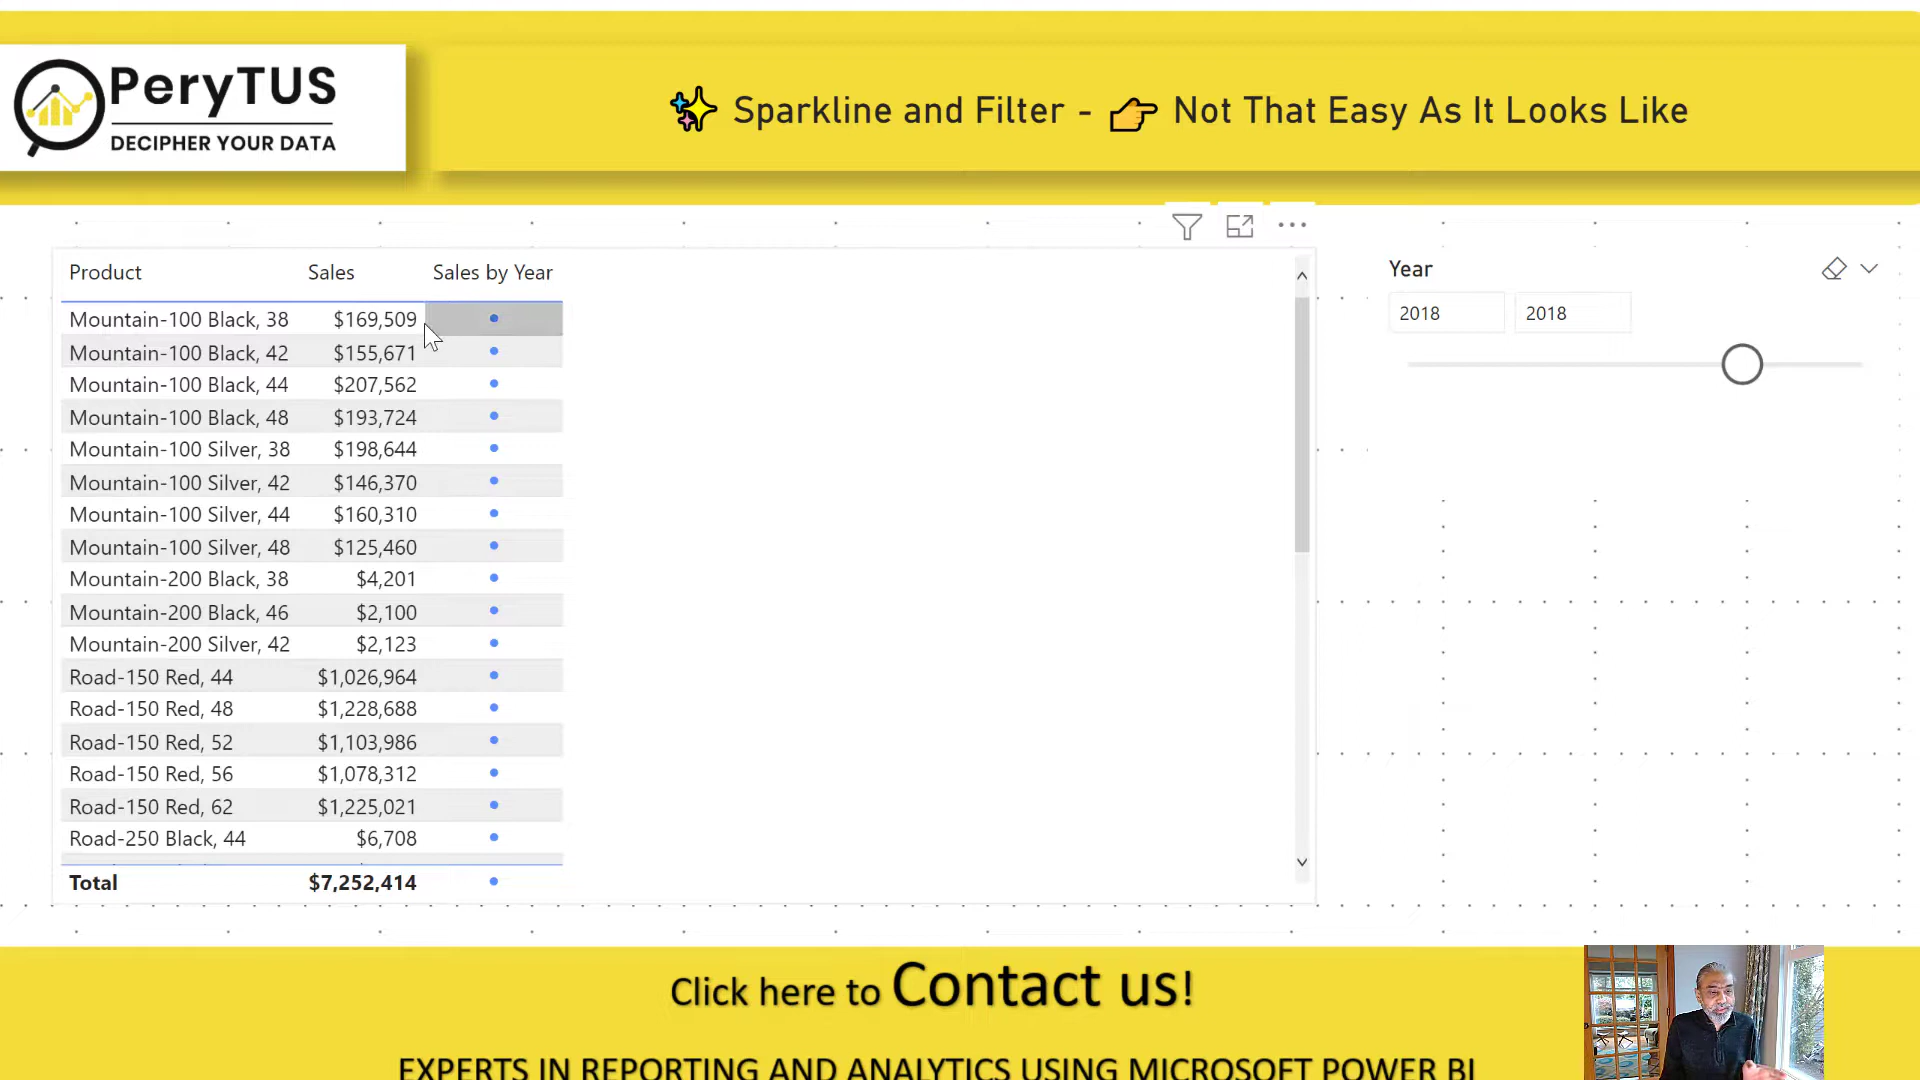 PeryTUS
DECIPHER YOUR DATA
Sparkline and Filter - Not That Easy As It Looks Like
Product Sales Sales by Year
Mountain-100 Black, 38 $169,509
Mountain-100 Black, 42 $155,671
Mountain-100 Black, 44 $207,562
Mountain-100 Black, 48 $193,724
Mountain-100 Silver, 38 $198,644
Mountain-100 Silver, 42 $146,370
Mountain-100 Silver, 44 $160,310
Mountain-100 Silver, 48 $125,460
Mountain-200 Black, 38 $4,201
Mountain-200 Black, 46 $2,100
Mountain-200 Silver, 42 $2,123
Road-150 Red, 44 $1,026,964
Road-150 Red, 48 $1,228,688
Road-150 Red, 52 $1,103,986
Road-150 Red, 56 $1,078,312
Road-150 Red, 62 $1,225,021
Road-250 Black, 44 $6,708
Total $7,252,414
Year
2018 2018
Click here to Contact us!
EXPERTS IN REPORTING AND ANALYTICS USING MICROSOFT POWER BI